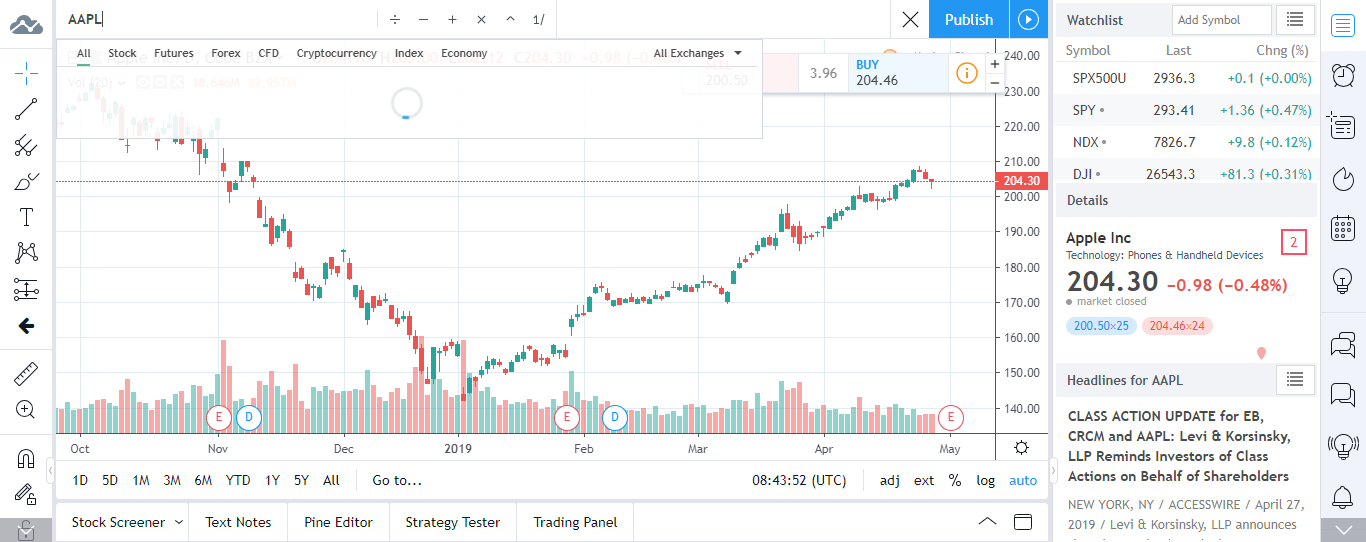 AAPL ÷ − + × ^ 1/
Publish
All Stock Futures Forex CFD Cryptocurrency Index Economy All Exchanges
Vol (20) 18.646M
200.50
3.96
BUY
204.46
240.00
230.00
220.00
210.00
204.30
200.00
190.00
180.00
170.00
160.00
150.00
140.00
E D E D E
Oct Nov Dec 2019 Feb Mar Apr May
1D 5D 1M 3M 6M YTD 1Y 5Y All Go to... 08:43:52 (UTC) adj ext % log auto
Stock Screener Text Notes Pine Editor Strategy Tester Trading Panel
Watchlist Add Symbol
Symbol Last Chng (%)
SPX500U 2936.3 +0.1 (+0.00%)
SPY 293.41 +1.36 (+0.47%)
NDX 7826.7 +9.8 (+0.12%)
DJI 26543.3 +81.3 (+0.31%)
Details
Apple Inc 2
Technology: Phones & Handheld Devices
204.30 −0.98 (−0.48%)
market closed
200.50×25 204.46×24
Headlines for AAPL
CLASS ACTION UPDATE for EB,
CRCM and AAPL: Levi & Korsinsky,
LLP Reminds Investors of Class
Actions on Behalf of Shareholders
NEW YORK, NY / ACCESSWIRE / April 27,
2019 / Levi & Korsinsky, LLP announces